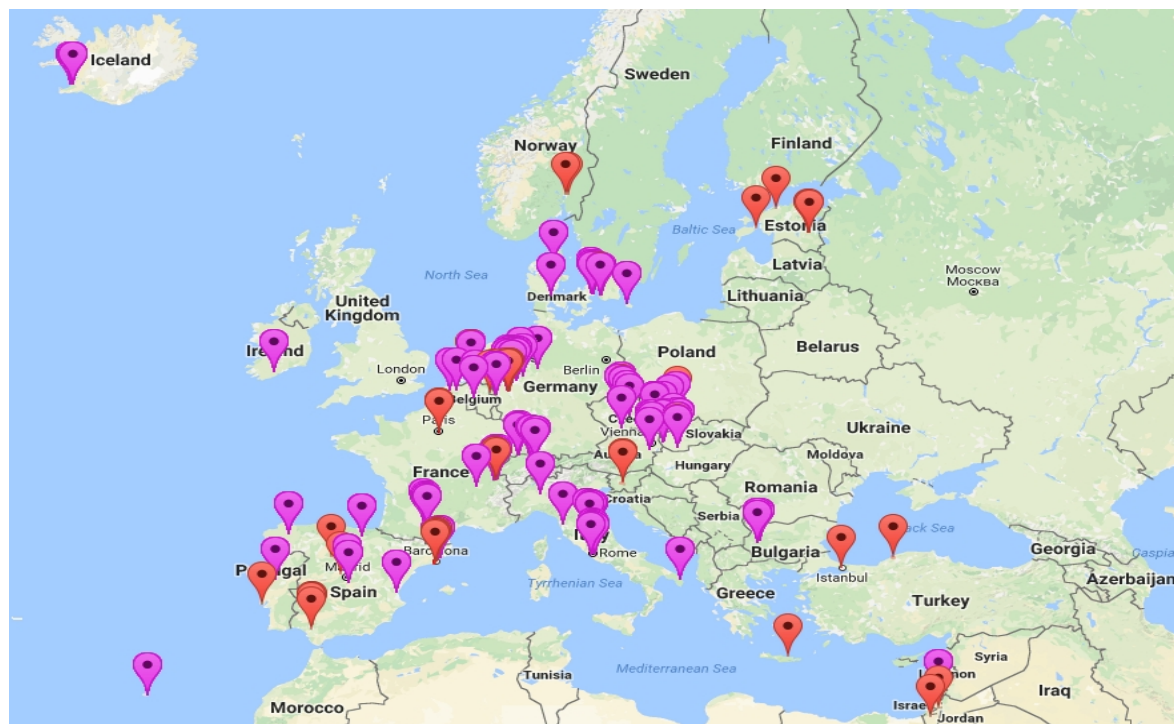 Iceland
Sweden
Norway
Finland
Baltic Sea
Estonia
North Sea
Latvia
Moscow
Москва
Denmark
Lithuania
United
Kingdom
Ireland
Belarus
Berlin
Poland
London
Germany
Belgium
Paris
Vienna
Slovakia
Ukraine
Austria
France
Hungary
Moldova
Croatia
Romania
Serbia
Italy
Barcelona
Bulgaria
Georgia
Caspia
Rome
Madrid
Portugal
Istanbul
Azerbaijan
Tyrrhenian Sea
Spain
Greece
Turkey
Mediterranean Sea
Syria
Tunisia
Lebanon
Iraq
Morocco
Israel
Jordan